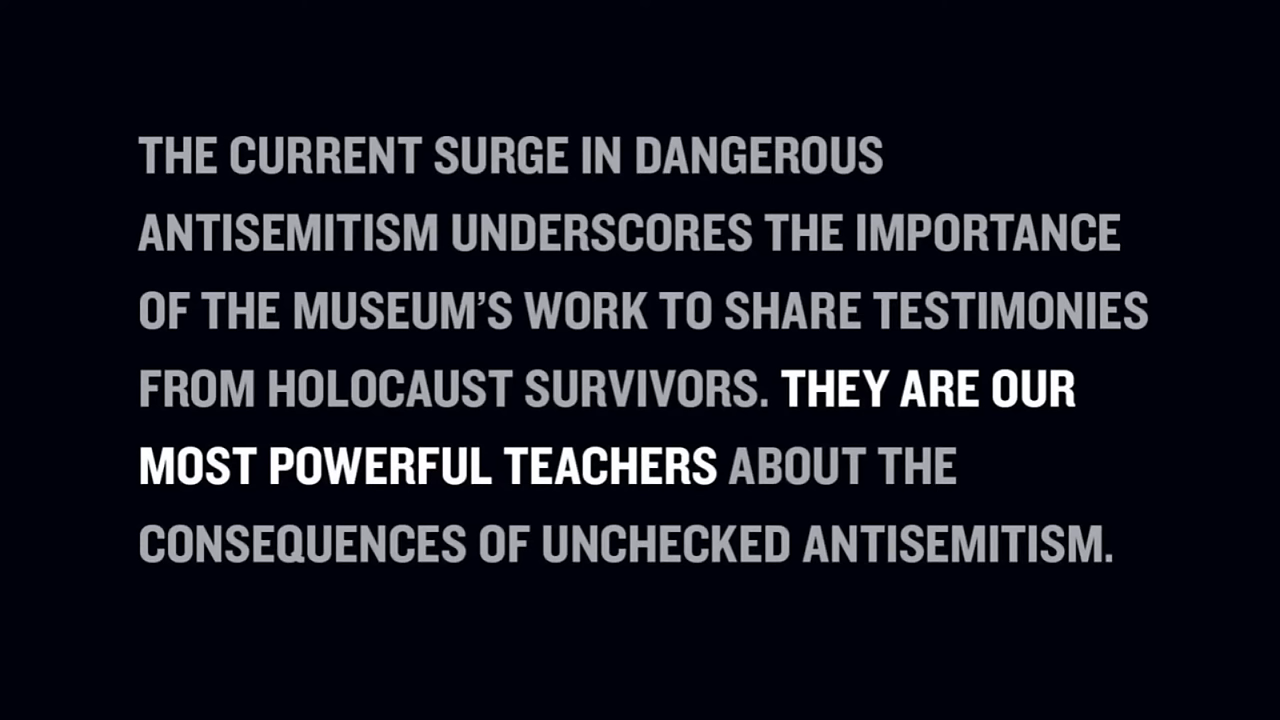 THE CURRENT SURGE IN DANGEROUS
ANTISEMITISM UNDERSCORES THE IMPORTANCE
OF THE MUSEUM’S WORK TO SHARE TESTIMONIES
FROM HOLOCAUST SURVIVORS. THEY ARE OUR
MOST POWERFUL TEACHERS ABOUT THE
CONSEQUENCES OF UNCHECKED ANTISEMITISM.